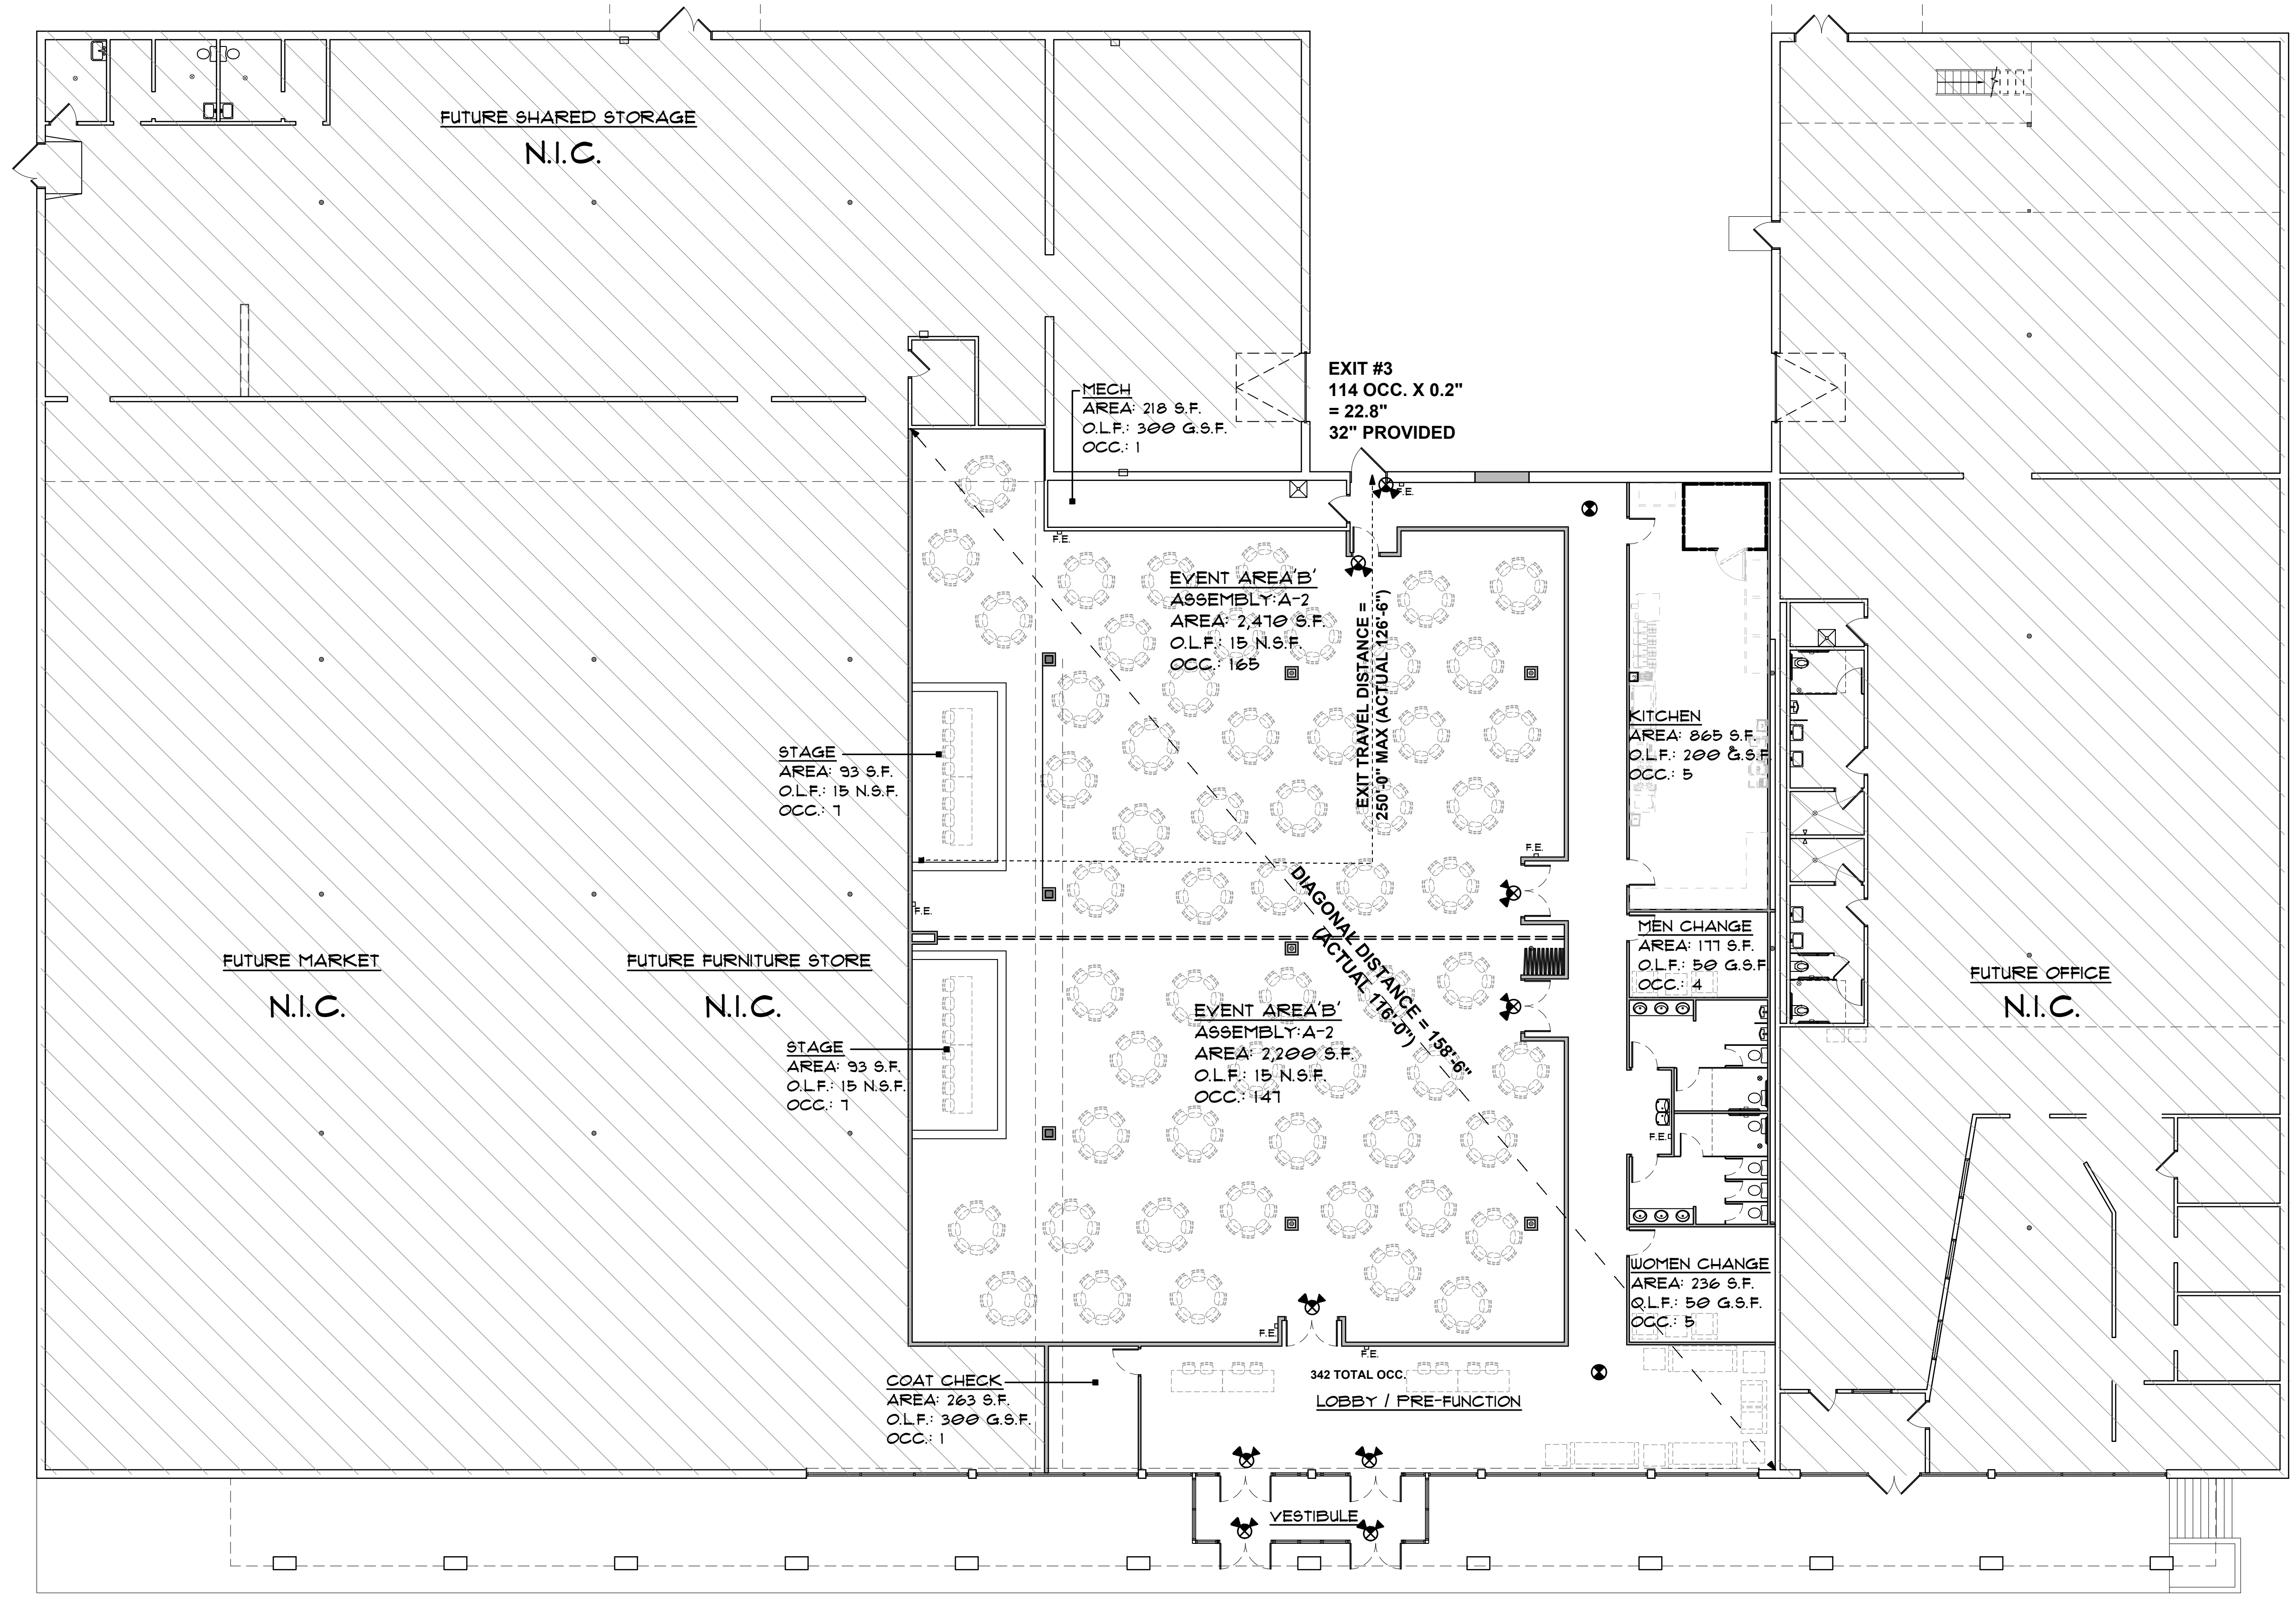 FUTURE SHARED STORAGE
N.I.C.
EXIT #3
114 OCC. X 0.2"
= 22.8"
32" PROVIDED
MECH
AREA: 218 S.F.
O.L.F.: 300 G.S.F.
OCC.: 1
F.E.
F.E.
EVENT AREA 'B'
ASSEMBLY: A-2
AREA: 2,470 S.F.
O.L.F.: 15 N.S.F.
OCC.: 165
EXIT TRAVEL DISTANCE =
250'-0" MAX (ACTUAL 126'-6")
KITCHEN
AREA: 865 S.F.
O.L.F.: 200 G.S.F.
OCC.: 5
STAGE
AREA: 93 S.F.
O.L.F.: 15 N.S.F.
OCC.: 7
F.E.
F.E.
DIAGONAL DISTANCE = 158'-6"
(ACTUAL 116'-0")
MEN CHANGE
AREA: 177 S.F.
O.L.F.: 50 G.S.F.
OCC.: 4
FUTURE MARKET
N.I.C.
FUTURE FURNITURE STORE
N.I.C.
FUTURE OFFICE
N.I.C.
EVENT AREA 'B'
ASSEMBLY: A-2
AREA: 2,200 S.F.
O.L.F.: 15 N.S.F.
OCC.: 147
STAGE
AREA: 93 S.F.
O.L.F.: 15 N.S.F.
OCC.: 7
F.E.
WOMEN CHANGE
AREA: 236 S.F.
O.L.F.: 50 G.S.F.
OCC.: 5
F.E.
F.E.
COAT CHECK
AREA: 263 S.F.
O.L.F.: 300 G.S.F.
OCC.: 1
342 TOTAL OCC.
LOBBY / PRE-FUNCTION
VESTIBULE